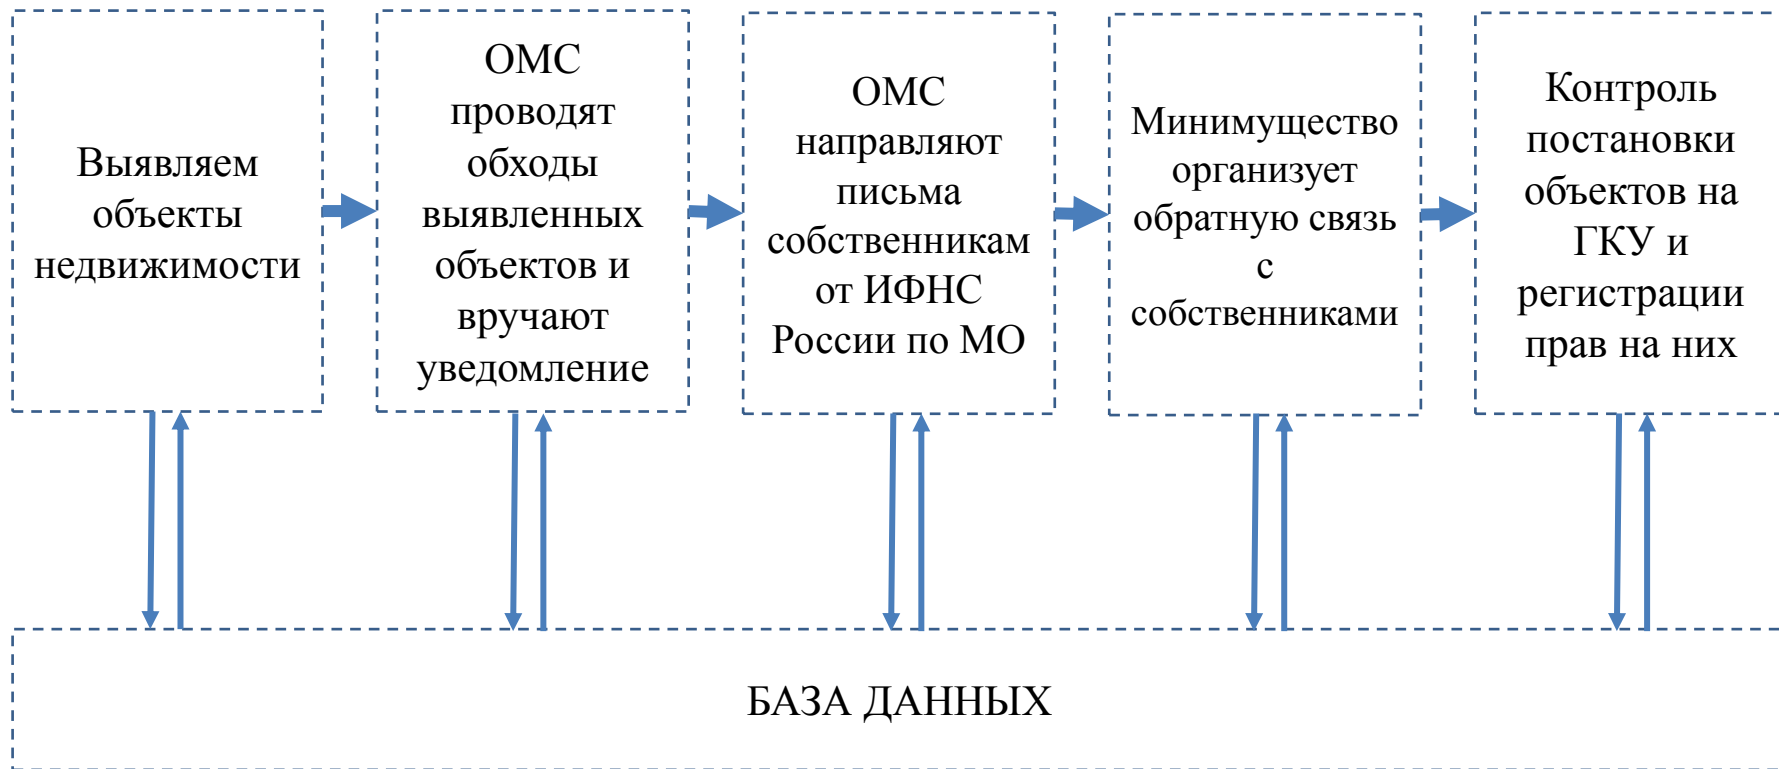 Выявляем
объекты
недвижимости
ОМС
проводят
обходы
выявленных
объектов и
вручают
уведомление
ОМС
направляют
письма
собственникам
от ИФНС
России по МО
Минимущество
организует
обратную связь
с
собственниками
Контроль
постановки
объектов на
ГКУ и
регистрации
прав на них
БАЗА ДАННЫХ